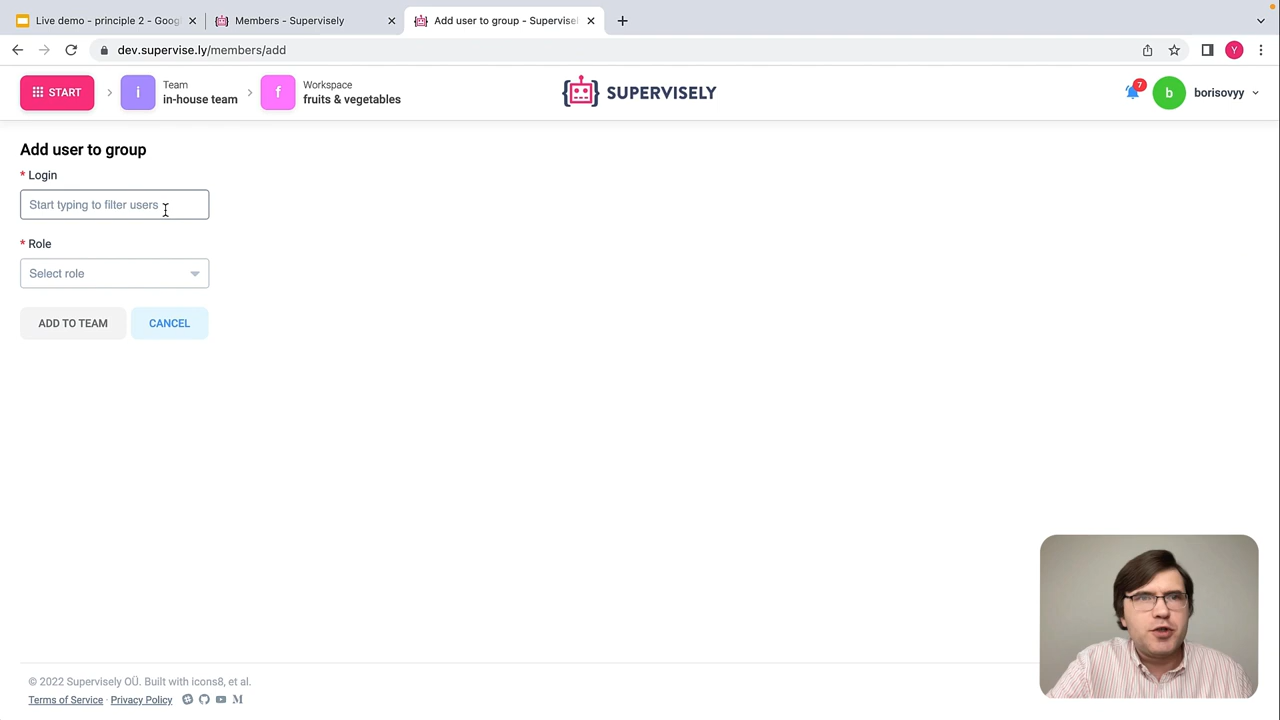 Live demo - principle 2 - Goog
Members - Supervisely
Add user to group - Supervisel
dev.supervise.ly/members/add
Y
START
i
Team
in-house team
f
Workspace
fruits & vegetables
SUPERVISELY
7
b
borisovyy
Add user to group
* Login
Start typing to filter users
* Role
Select role
ADD TO TEAM
CANCEL
© 2022 Supervisely OÜ. Built with icons8, et al.
Terms of Service · Privacy Policy